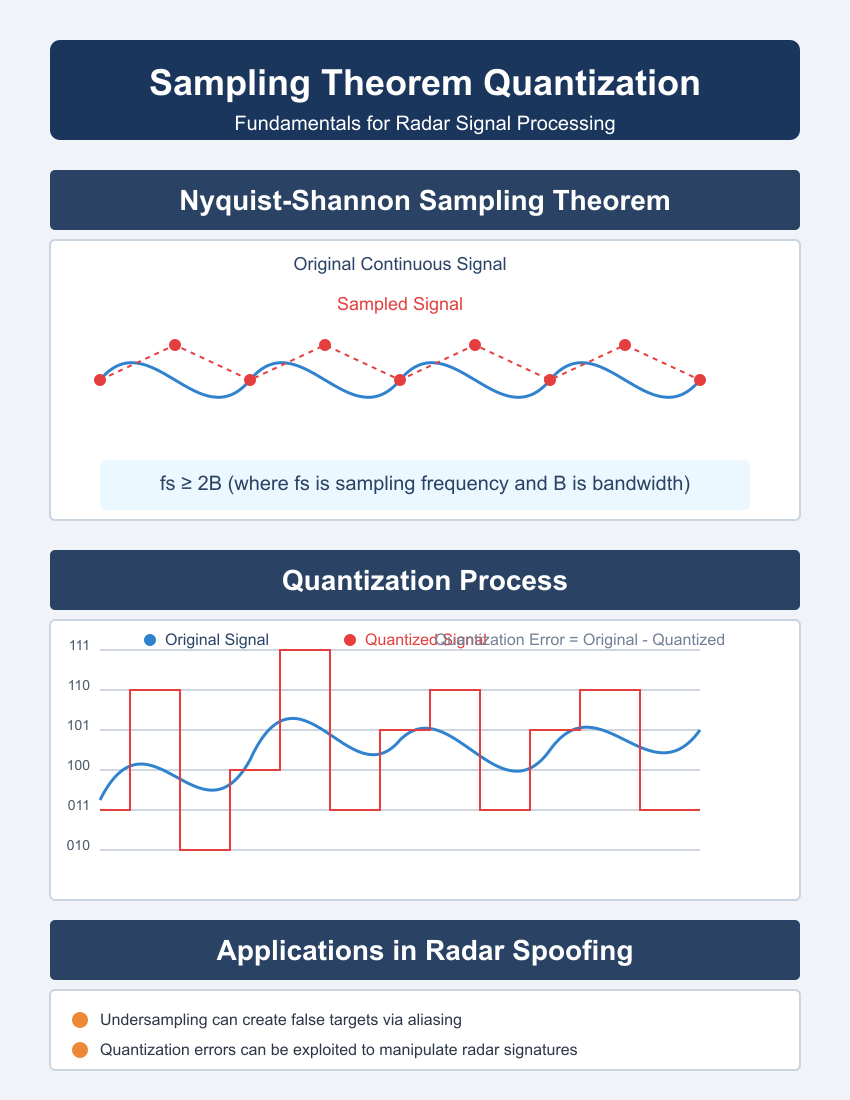 Sampling Theorem Quantization
Fundamentals for Radar Signal Processing
Nyquist-Shannon Sampling Theorem
Original Continuous Signal
Sampled Signal
fs ≥ 2B (where fs is sampling frequency and B is bandwidth)
Quantization Process
Original Signal
Quantized Signal
Quantization Error = Original - Quantized
111
110
101
100
011
010
Applications in Radar Spoofing
Undersampling can create false targets via aliasing
Quantization errors can be exploited to manipulate radar signatures